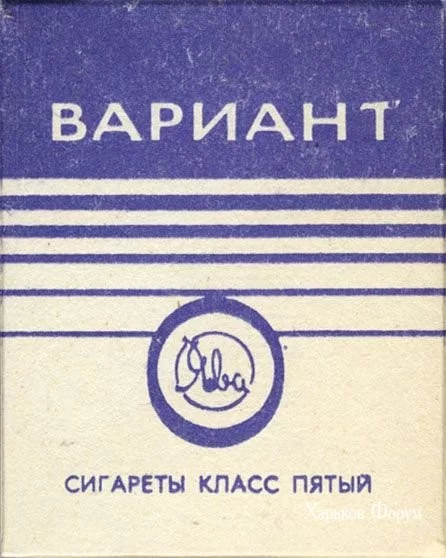 ВАРИАНТ
Ява
СИГАРЕТЫ КЛАСС ПЯТЫЙ
Харьков Форум